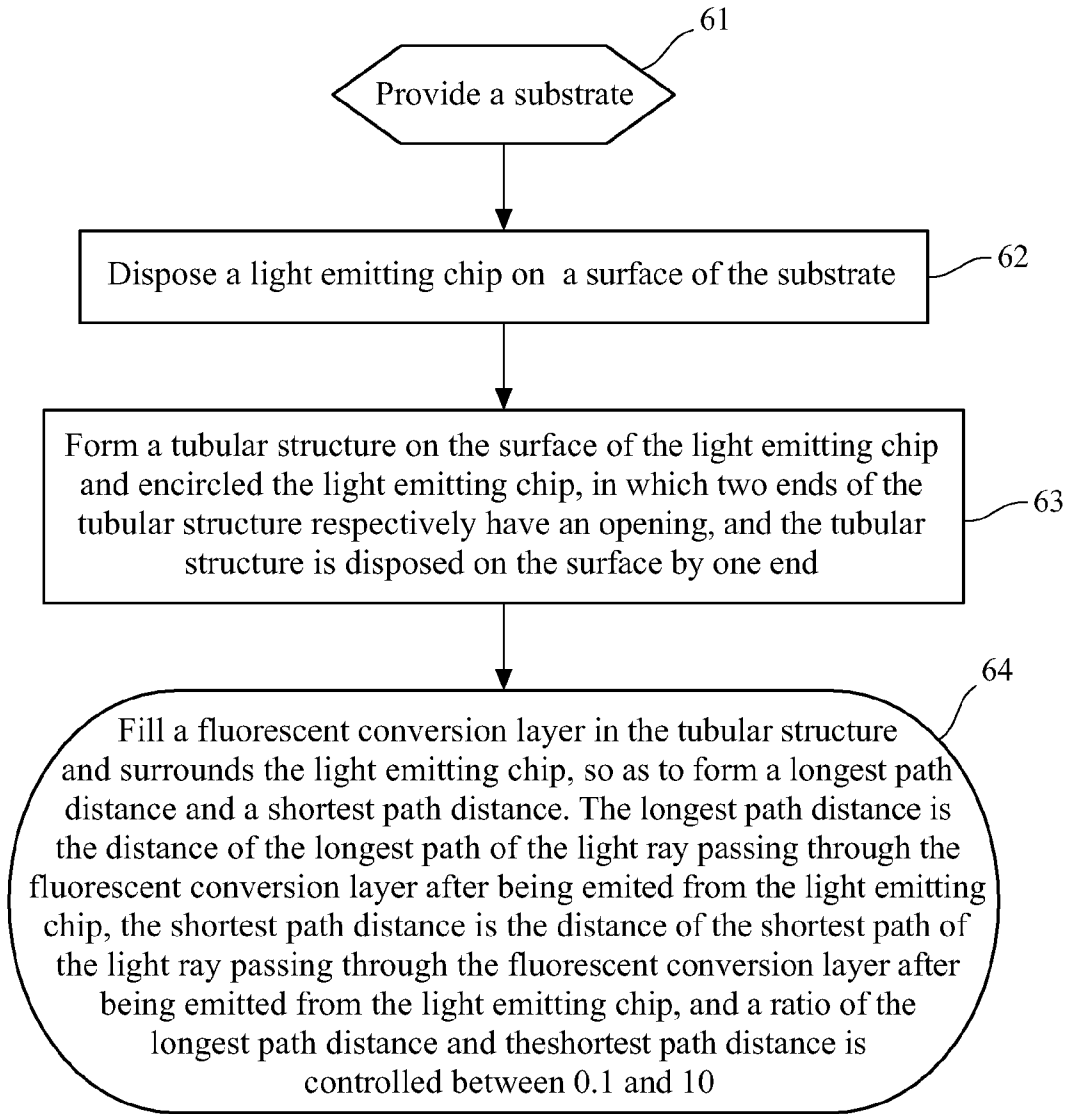 61
Provide a substrate
62
Dispose a light emitting chip on a surface of the substrate
63
Form a tubular structure on the surface of the light emitting chip
and encircled the light emitting chip, in which two ends of the
tubular structure respectively have an opening, and the tubular
structure is disposed on the surface by one end
64
Fill a fluorescent conversion layer in the tubular structure
and surrounds the light emitting chip, so as to form a longest path
distance and a shortest path distance. The longest path distance is
the distance of the longest path of the light ray passing through the
fluorescent conversion layer after being emited from the light emitting
chip, the shortest path distance is the distance of the shortest path of
the light ray passing through the fluorescent conversion layer after
being emitted from the light emitting chip, and a ratio of the
longest path distance and theshortest path distance is
controlled between 0.1 and 10